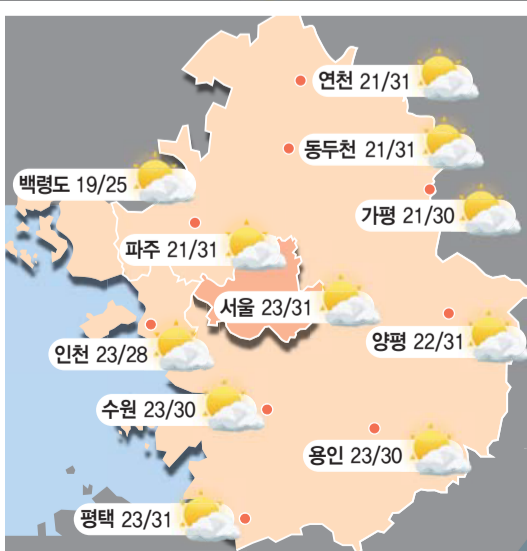 연천 21/31
동두천 21/31
백령도 19/25
가평 21/30
파주 21/31
서울 23/31
양평 22/31
인천 23/28
수원 23/30
용인 23/30
평택 23/31